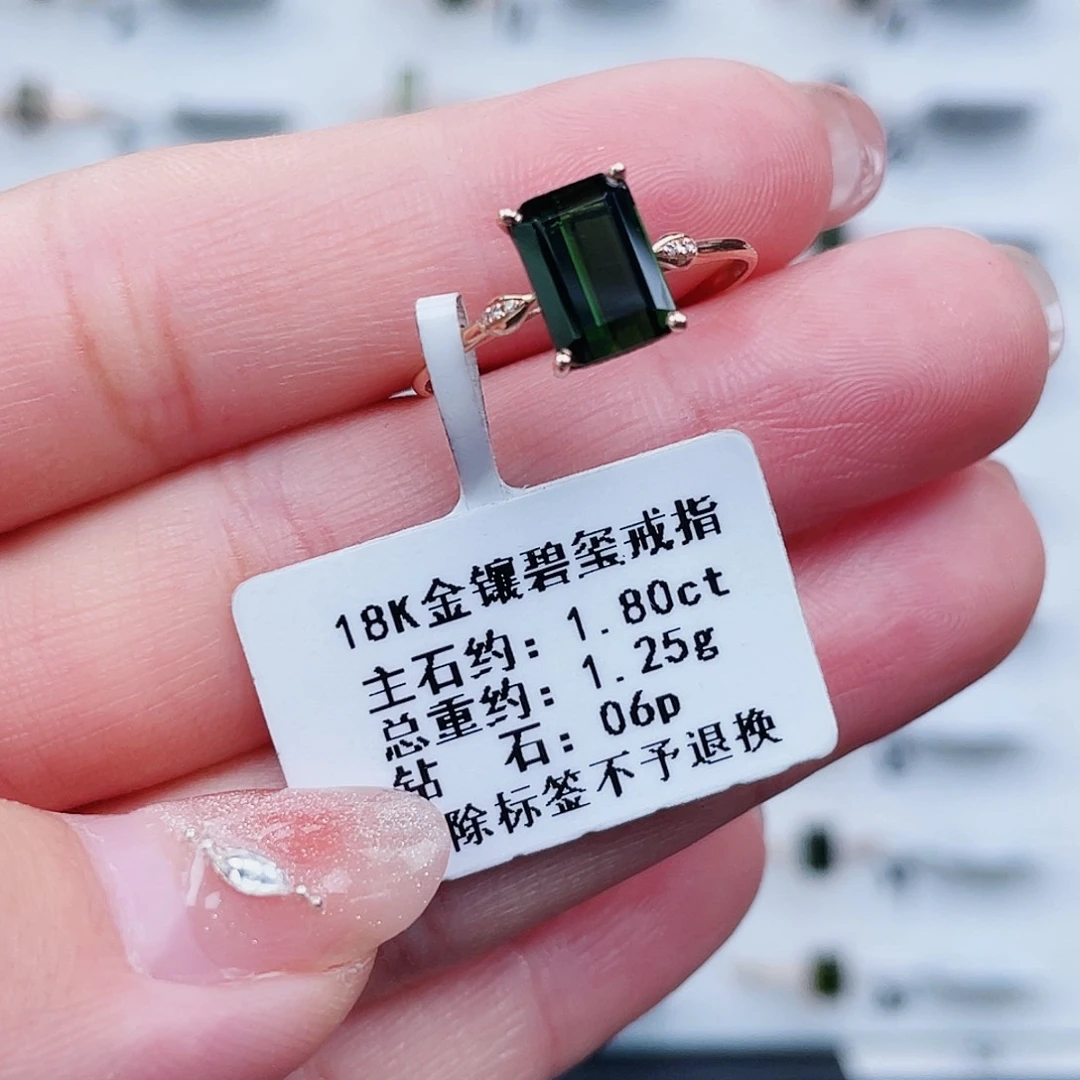 18K金镶碧玺戒指
主石约: 1.80ct
总重约: 1.25g
钻 石: 06p
除标签不予退换